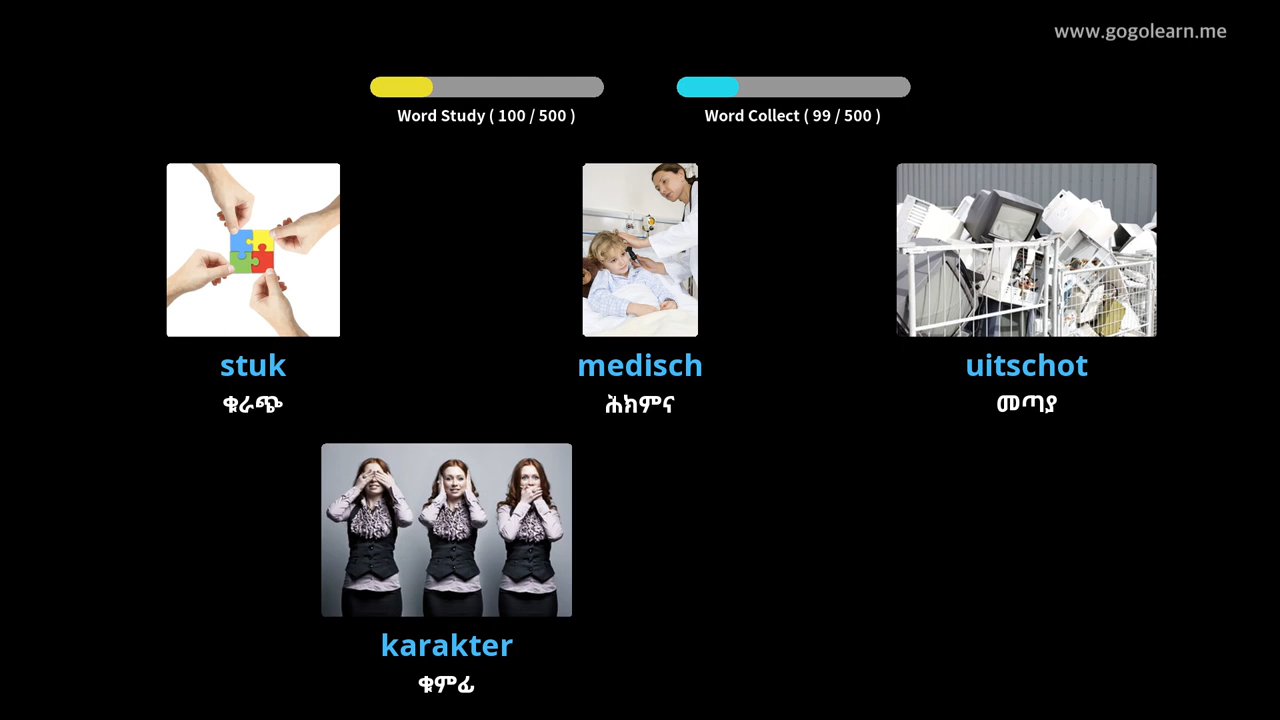 www.gogolearn.me
Word Study ( 100 / 500 )
Word Collect ( 99 / 500 )
stuk
ቁራጭ
medisch
ሕክምና
uitschot
መጣያ
karakter
ቁምፊ